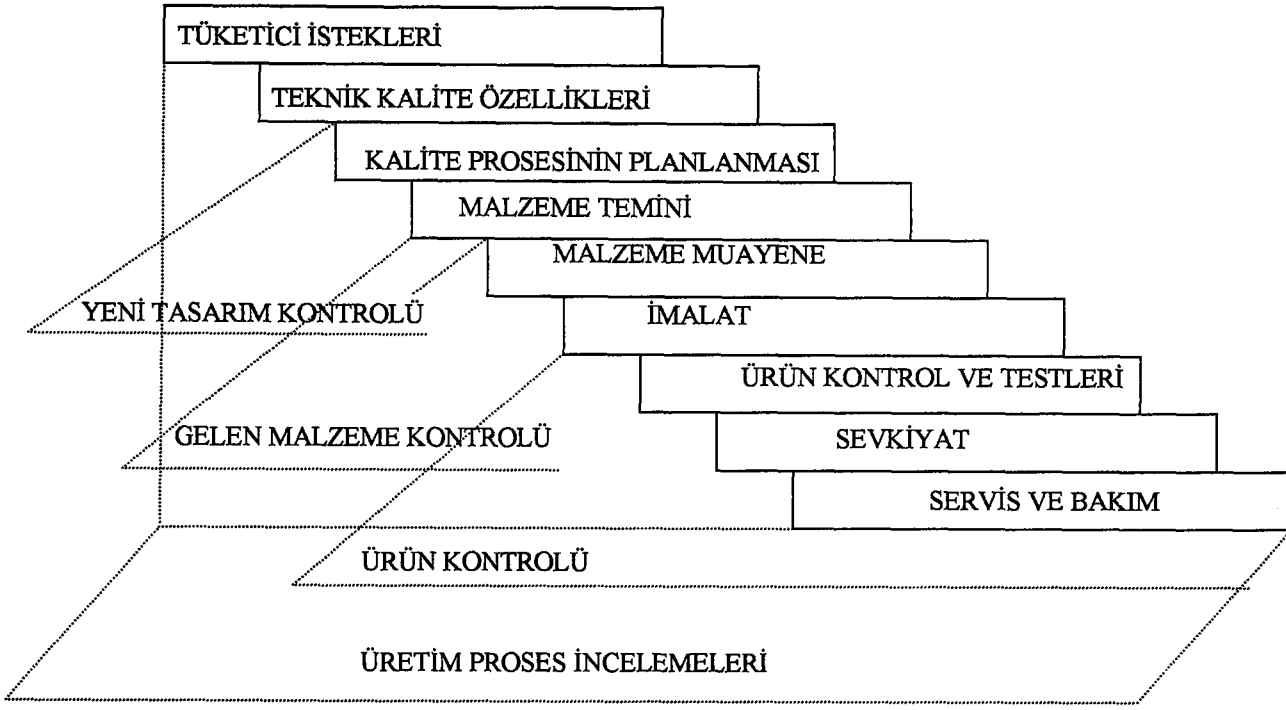 TÜKETİCİ İSTEKLERİ
TEKNİK KALİTE ÖZELLİKLERİ
KALİTE PROSESİNİN PLANLANMASI
MALZEME TEMİNİ
MALZEME MUAYENE
YENİ TASARIM KONTROLÜ
İMALAT
ÜRÜN KONTROL VE TESTLERİ
GELEN MALZEME KONTROLÜ
SEVKİYAT
SERVİS VE BAKIM
ÜRÜN KONTROLÜ
ÜRETİM PROSES İNCELEMELERİ